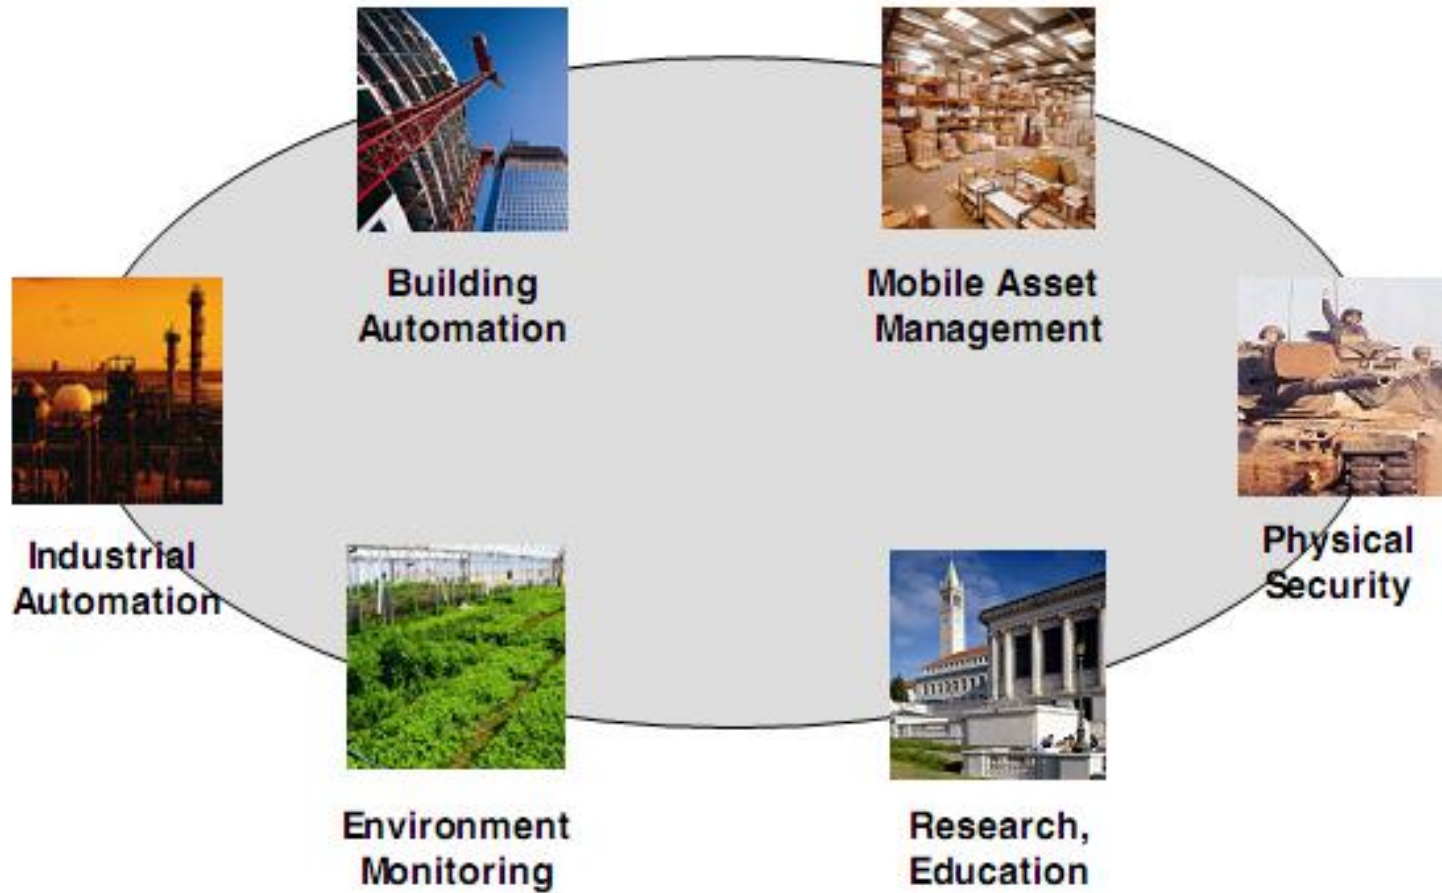 Building
Automation
Mobile Asset
Management
Industrial
Automation
Physical
Security
Environment
Monitoring
Research,
Education